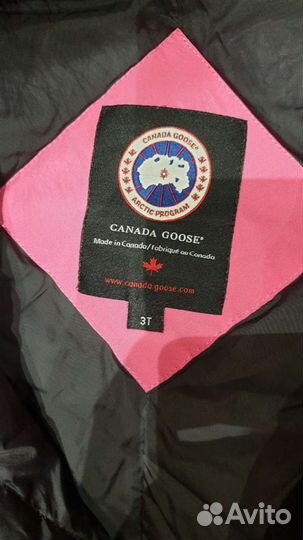 CANADA GOOSE®
ARCTIC PROGRAM
CANADA GOOSE®
Made in Canada/Fabriqué au Canada
www.canada-goose.com
3T
Avito